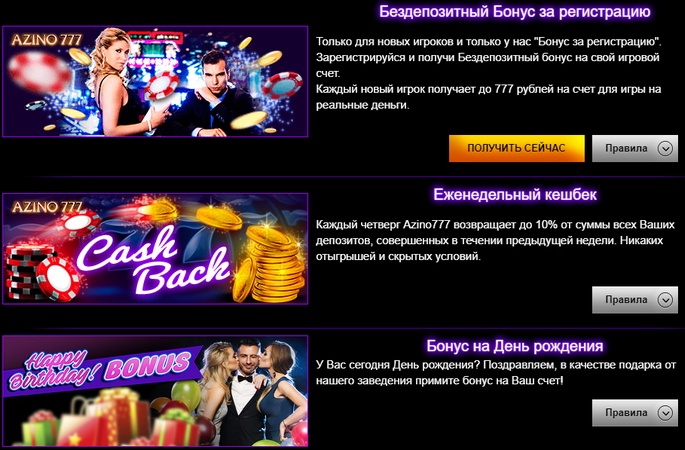 Бездепозитный Бонус за регистрацию
AZINO 777
Только для новых игроков и только у нас "Бонус за регистрацию".
Зарегистрируйся и получи Бездепозитный бонус на свой игровой
счет.
Каждый новый игрок получает до 777 рублей на счет для игры на
реальные деньги.
ПОЛУЧИТЬ СЕЙЧАС
Правила
Еженедельный кешбек
AZINO 777
Cash
Back
Каждый четверг Azino777 возвращает до 10% от суммы всех Ваших
депозитов, совершенных в течении предыдущей недели. Никаких
отыгрышей и скрытых условий.
Правила
Бонус на День рождения
Happy
Birthday! BONUS
У Вас сегодня День рождения? Поздравляем, в качестве подарка от
нашего заведения примите бонус на Ваш счет!
Правила